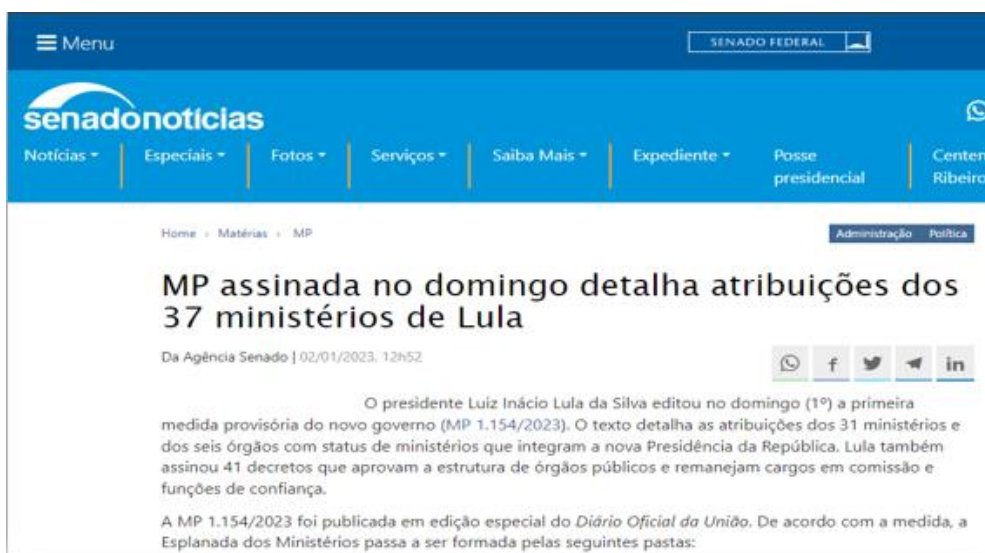 Menu
SENADO FEDERAL
senadonotícias
Notícias Especiais Fotos Serviços Saiba Mais Expediente Posse presidencial Centen Ribeiro
Home Matérias MP
Administração Política
MP assinada no domingo detalha atribuições dos
37 ministérios de Lula
Da Agência Senado | 02/01/2023, 12h52
O presidente Luiz Inácio Lula da Silva editou no domingo (1º) a primeira
medida provisória do novo governo (MP 1.154/2023). O texto detalha as atribuições dos 31 ministérios e
dos seis órgãos com status de ministérios que integram a nova Presidência da República. Lula também
assinou 41 decretos que aprovam a estrutura de órgãos públicos e remanejam cargos em comissão e
funções de confiança.
A MP 1.154/2023 foi publicada em edição especial do Diário Oficial da União. De acordo com a medida, a
Esplanada dos Ministérios passa a ser formada pelas seguintes pastas: